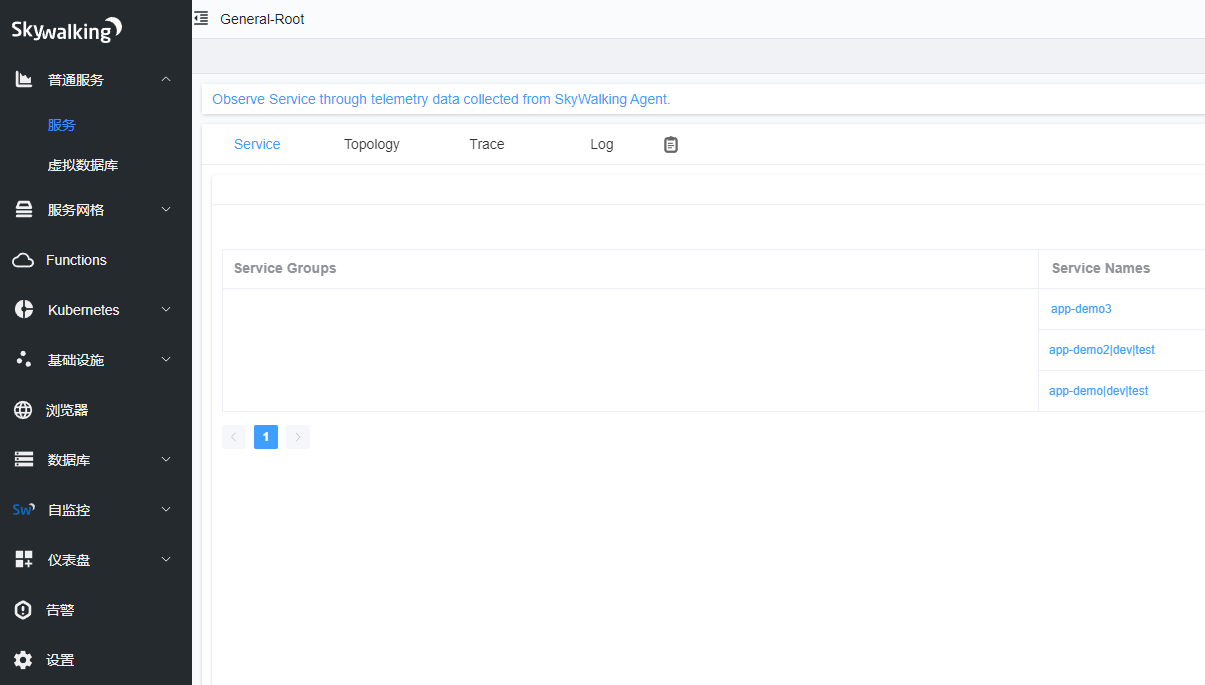 Skywalking
General-Root
普通服务
服务
虚拟数据库
服务网格
Functions
Kubernetes
基础设施
浏览器
数据库
Sw
自监控
仪表盘
告警
设置
Observe Service through telemetry data collected from SkyWalking Agent.
Service Topology Trace Log
Service Groups Service Names
app-demo3
app-demo2|dev|test
app-demo|dev|test
1